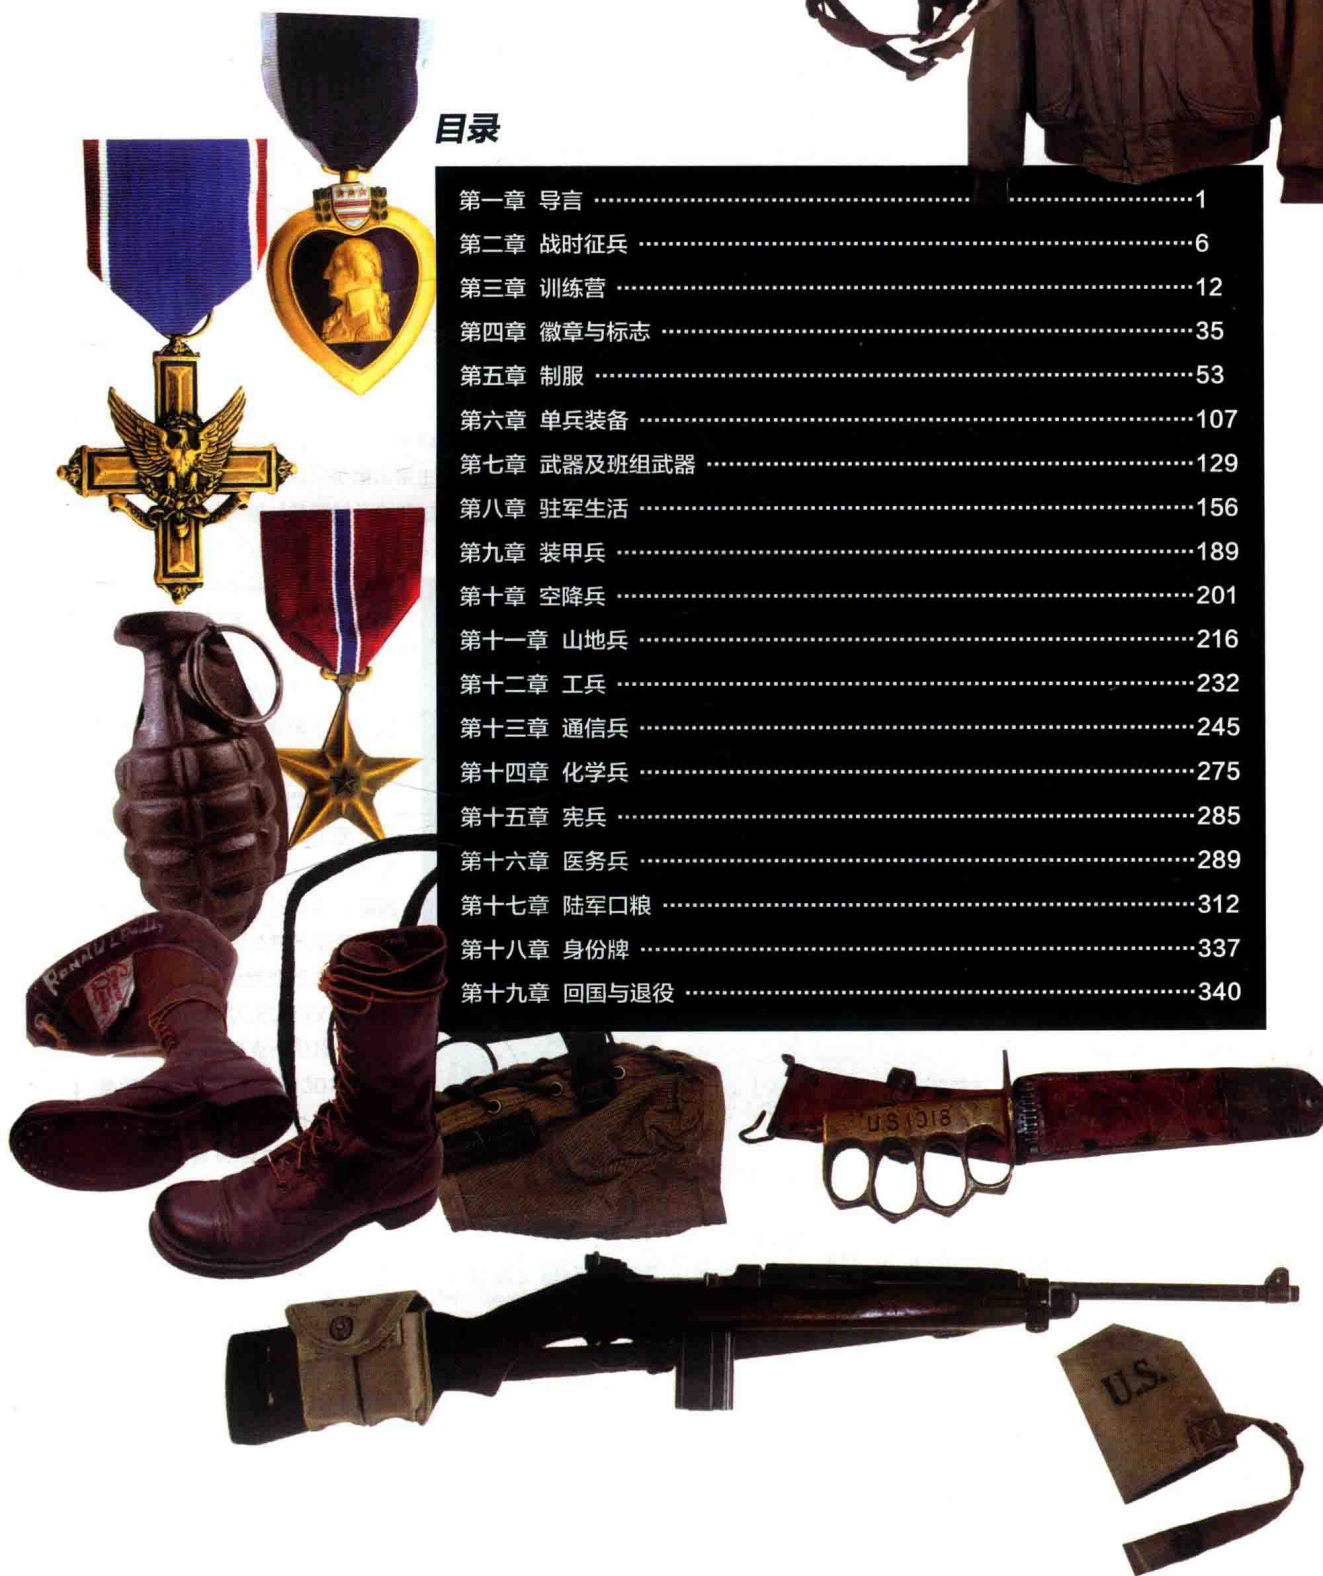 目录
第一章 导言 ……………………………………………1
第二章 战时征兵 ……………………………………………6
第三章 训练营 ……………………………………………12
第四章 徽章与标志 ……………………………………………35
第五章 制服 ……………………………………………53
第六章 单兵装备 ……………………………………………107
第七章 武器及班组武器 ……………………………………………129
第八章 驻军生活 ……………………………………………156
第九章 装甲兵 ……………………………………………189
第十章 空降兵 ……………………………………………201
第十一章 山地兵 ……………………………………………216
第十二章 工兵 ……………………………………………232
第十三章 通信兵 ……………………………………………245
第十四章 化学兵 ……………………………………………275
第十五章 宪兵 ……………………………………………285
第十六章 医务兵 ……………………………………………289
第十七章 陆军口粮 ……………………………………………312
第十八章 身份牌 ……………………………………………337
第十九章 回国与退役 ……………………………………………340
US 1918
U.S.